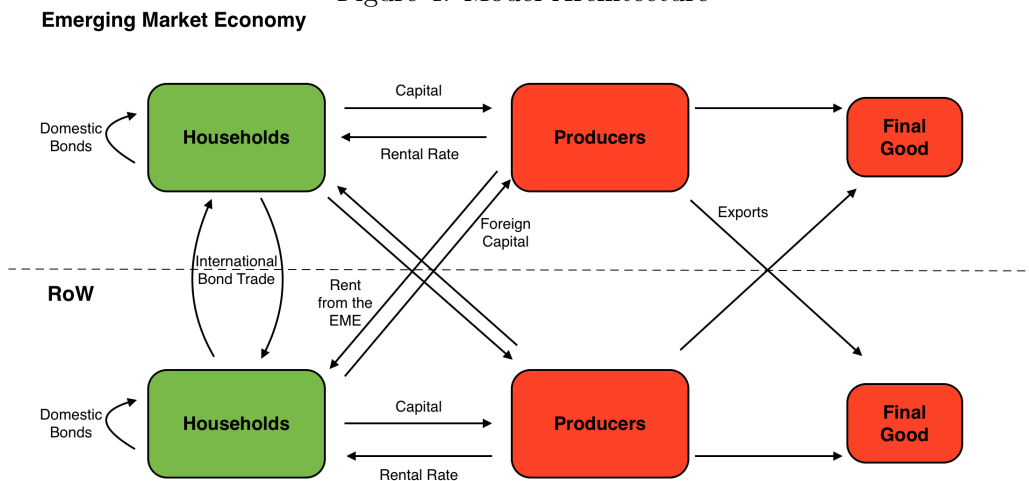 Emerging Market Economy
Capital
Domestic
Bonds
Households
Producers
Final
Good
Rental Rate
Foreign
Capital
Exports
International
Bond Trade
RoW
Rent
from the
EME
Domestic
Bonds
Households
Capital
Producers
Final
Good
Rental Rate